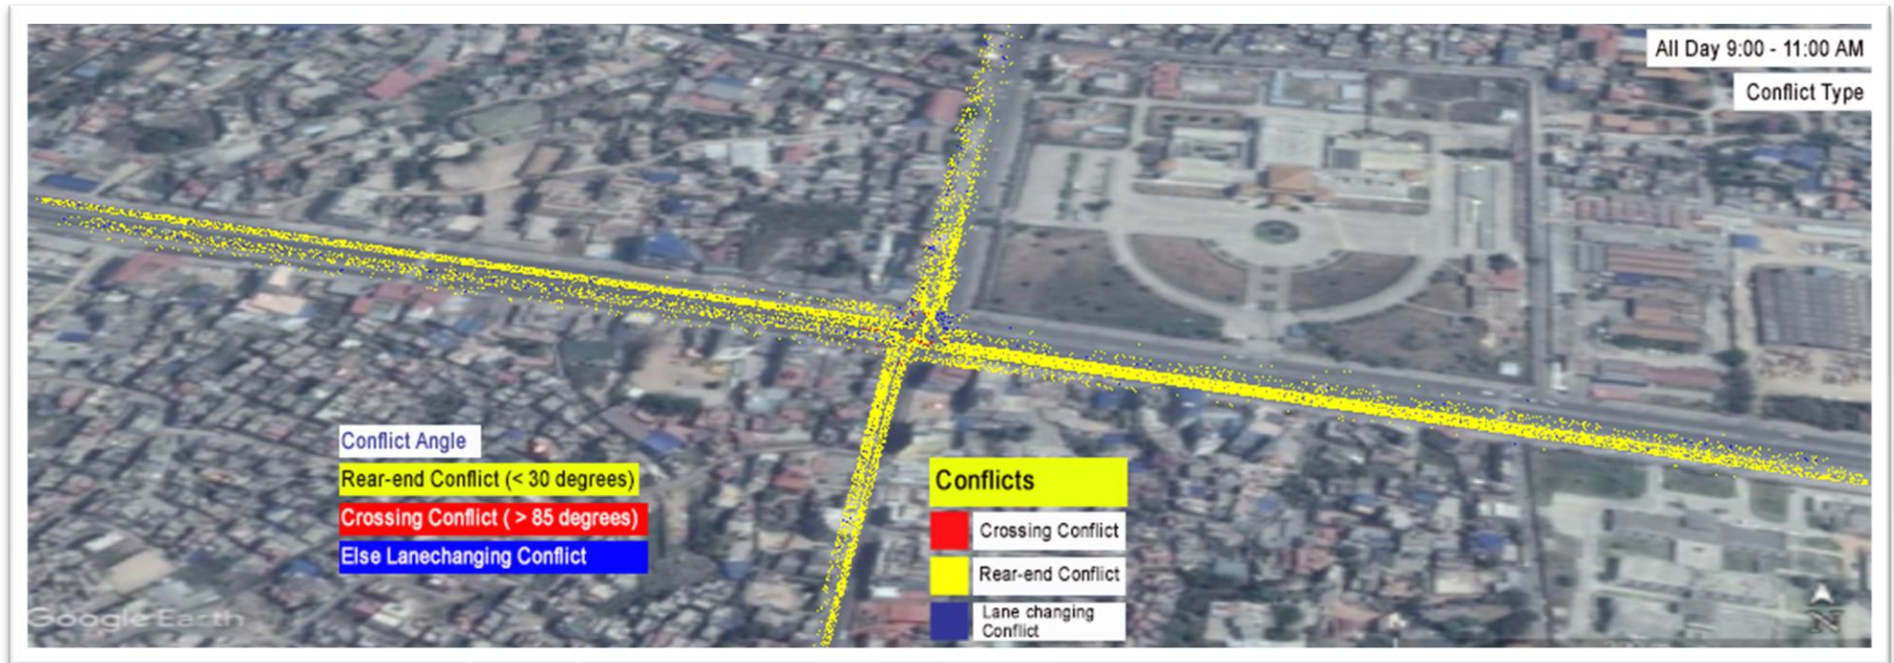 All Day 9:00 - 11:00 AM
Conflict Type
Conflict Angle
Rear-end Conflict (< 30 degrees)
Crossing Conflict ( > 85 degrees)
Else Lanechanging Conflict
Conflicts
Crossing Conflict
Rear-end Conflict
Lane changing
Conflict
Google Earth
N